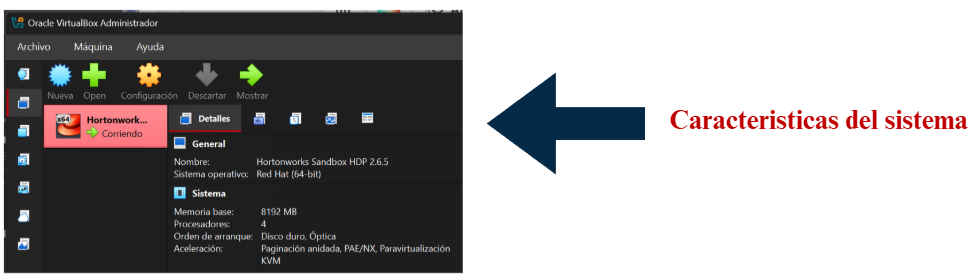 Oracle VirtualBox Administrador
Archivo Máquina Ayuda
Nueva Open Configuración Descartar Mostrar
x64 Hortonwork...
Corriendo
Detalles
General
Nombre: Hortonworks Sandbox HDP 2.6.5
Sistema operativo: Red Hat (64-bit)
Sistema
Memoria base: 8192 MB
Procesadores: 4
Orden de arranque: Disco duro, Óptica
Aceleración: Paginación anidada, PAE/NX, Paravirtualización
KVM
Caracteristicas del sistema